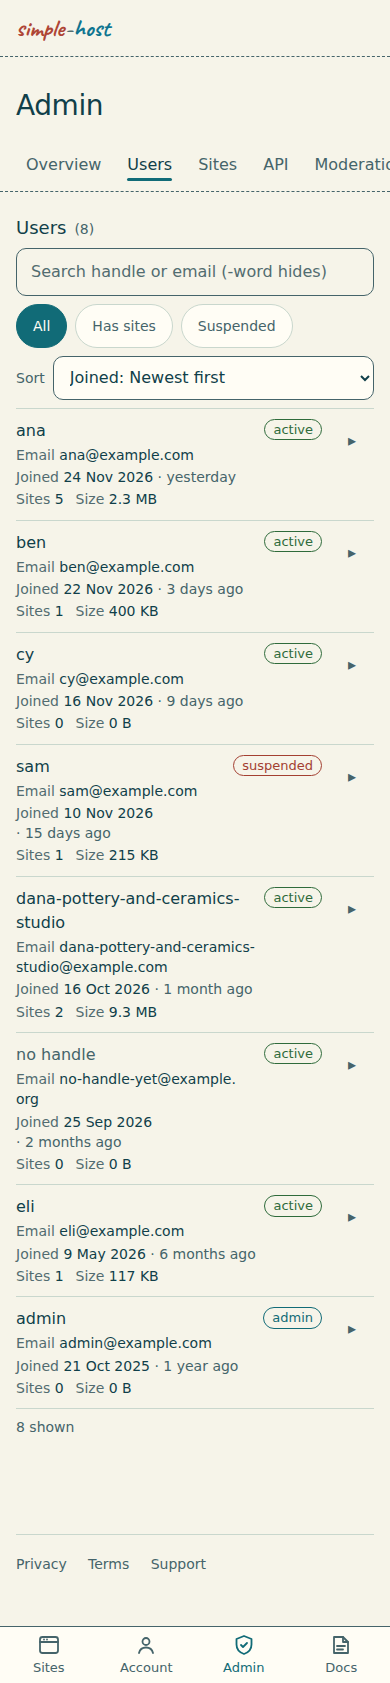 simple-host
Admin
Overview Users Sites API Moderatio
Users (8)
Search handle or email (-word hides)
All Has sites Suspended
Sort Joined: Newest first
ana active ▸
Email ana@example.com
Joined 24 Nov 2026 · yesterday
Sites 5 Size 2.3 MB
ben active ▸
Email ben@example.com
Joined 22 Nov 2026 · 3 days ago
Sites 1 Size 400 KB
cy active ▸
Email cy@example.com
Joined 16 Nov 2026 · 9 days ago
Sites 0 Size 0 B
sam suspended ▸
Email sam@example.com
Joined 10 Nov 2026
· 15 days ago
Sites 1 Size 215 KB
dana-pottery-and-ceramics- active ▸
studio
Email dana-pottery-and-ceramics-
studio@example.com
Joined 16 Oct 2026 · 1 month ago
Sites 2 Size 9.3 MB
no handle active ▸
Email no-handle-yet@example.
org
Joined 25 Sep 2026
· 2 months ago
Sites 0 Size 0 B
eli active ▸
Email eli@example.com
Joined 9 May 2026 · 6 months ago
Sites 1 Size 117 KB
admin admin ▸
Email admin@example.com
Joined 21 Oct 2025 · 1 year ago
Sites 0 Size 0 B
8 shown
Privacy Terms Support
Sites Account Admin Docs